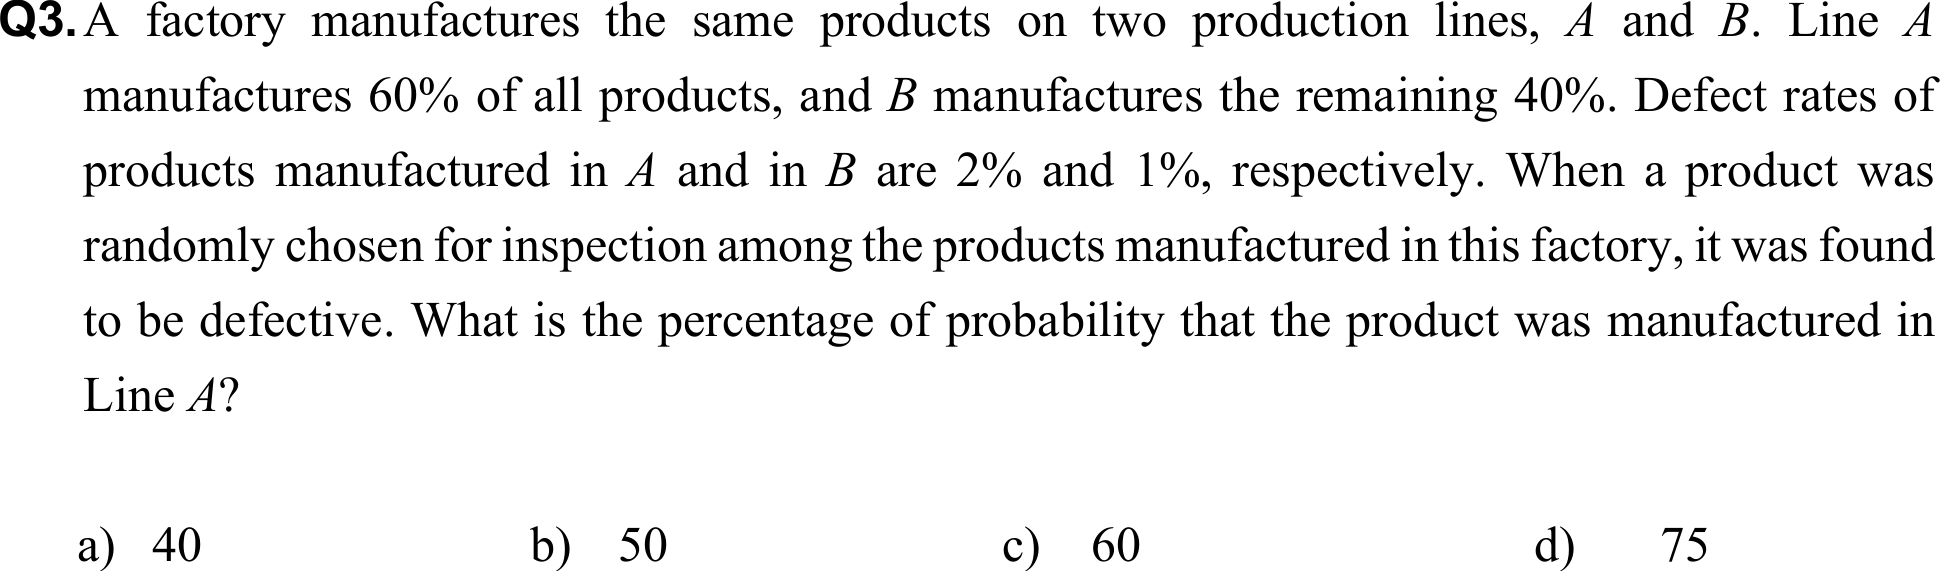 Q3. A factory manufactures the same products on two production lines, A and B. Line A
manufactures 60% of all products, and B manufactures the remaining 40%. Defect rates of
products manufactured in A and in B are 2% and 1%, respectively. When a product was
randomly chosen for inspection among the products manufactured in this factory, it was found
to be defective. What is the percentage of probability that the product was manufactured in
Line A?
a) 40 b) 50 c) 60 d) 75